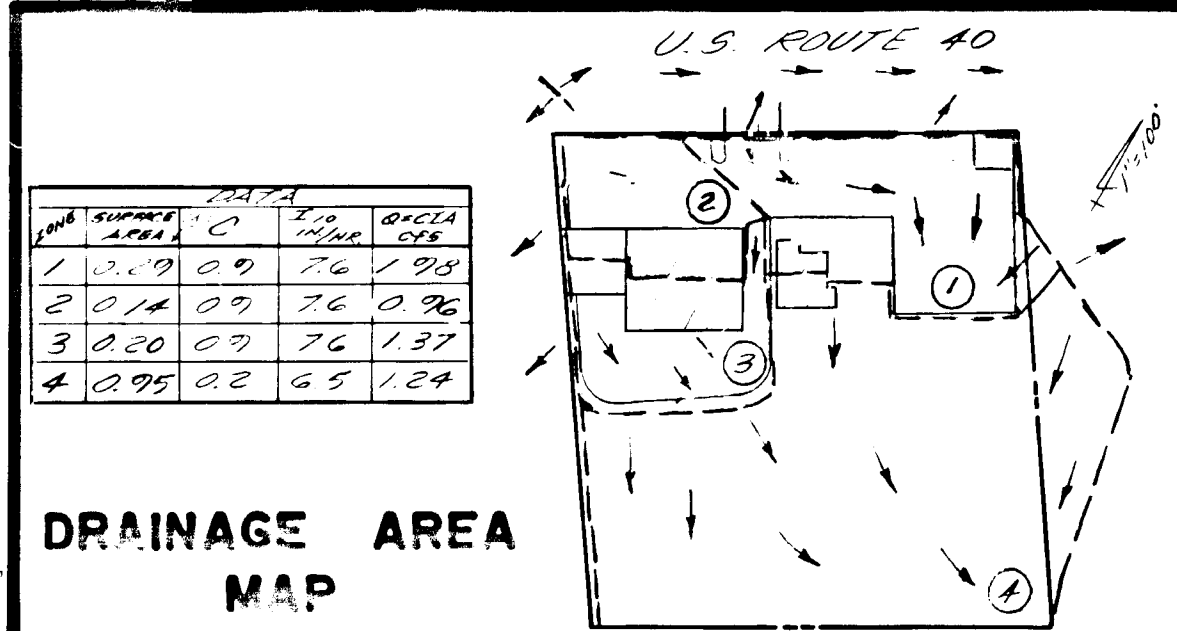 U.S. ROUTE 40
1"=100'
DATA
ZONE SURFACE AREA C I10 IN/HR Q=CIA CFS
1 0.29 0.9 7.6 1.98
2 0.14 0.9 7.6 0.96
3 0.20 0.9 7.6 1.37
4 0.95 0.2 6.5 1.24
2
1
3
4
DRAINAGE AREA
MAP